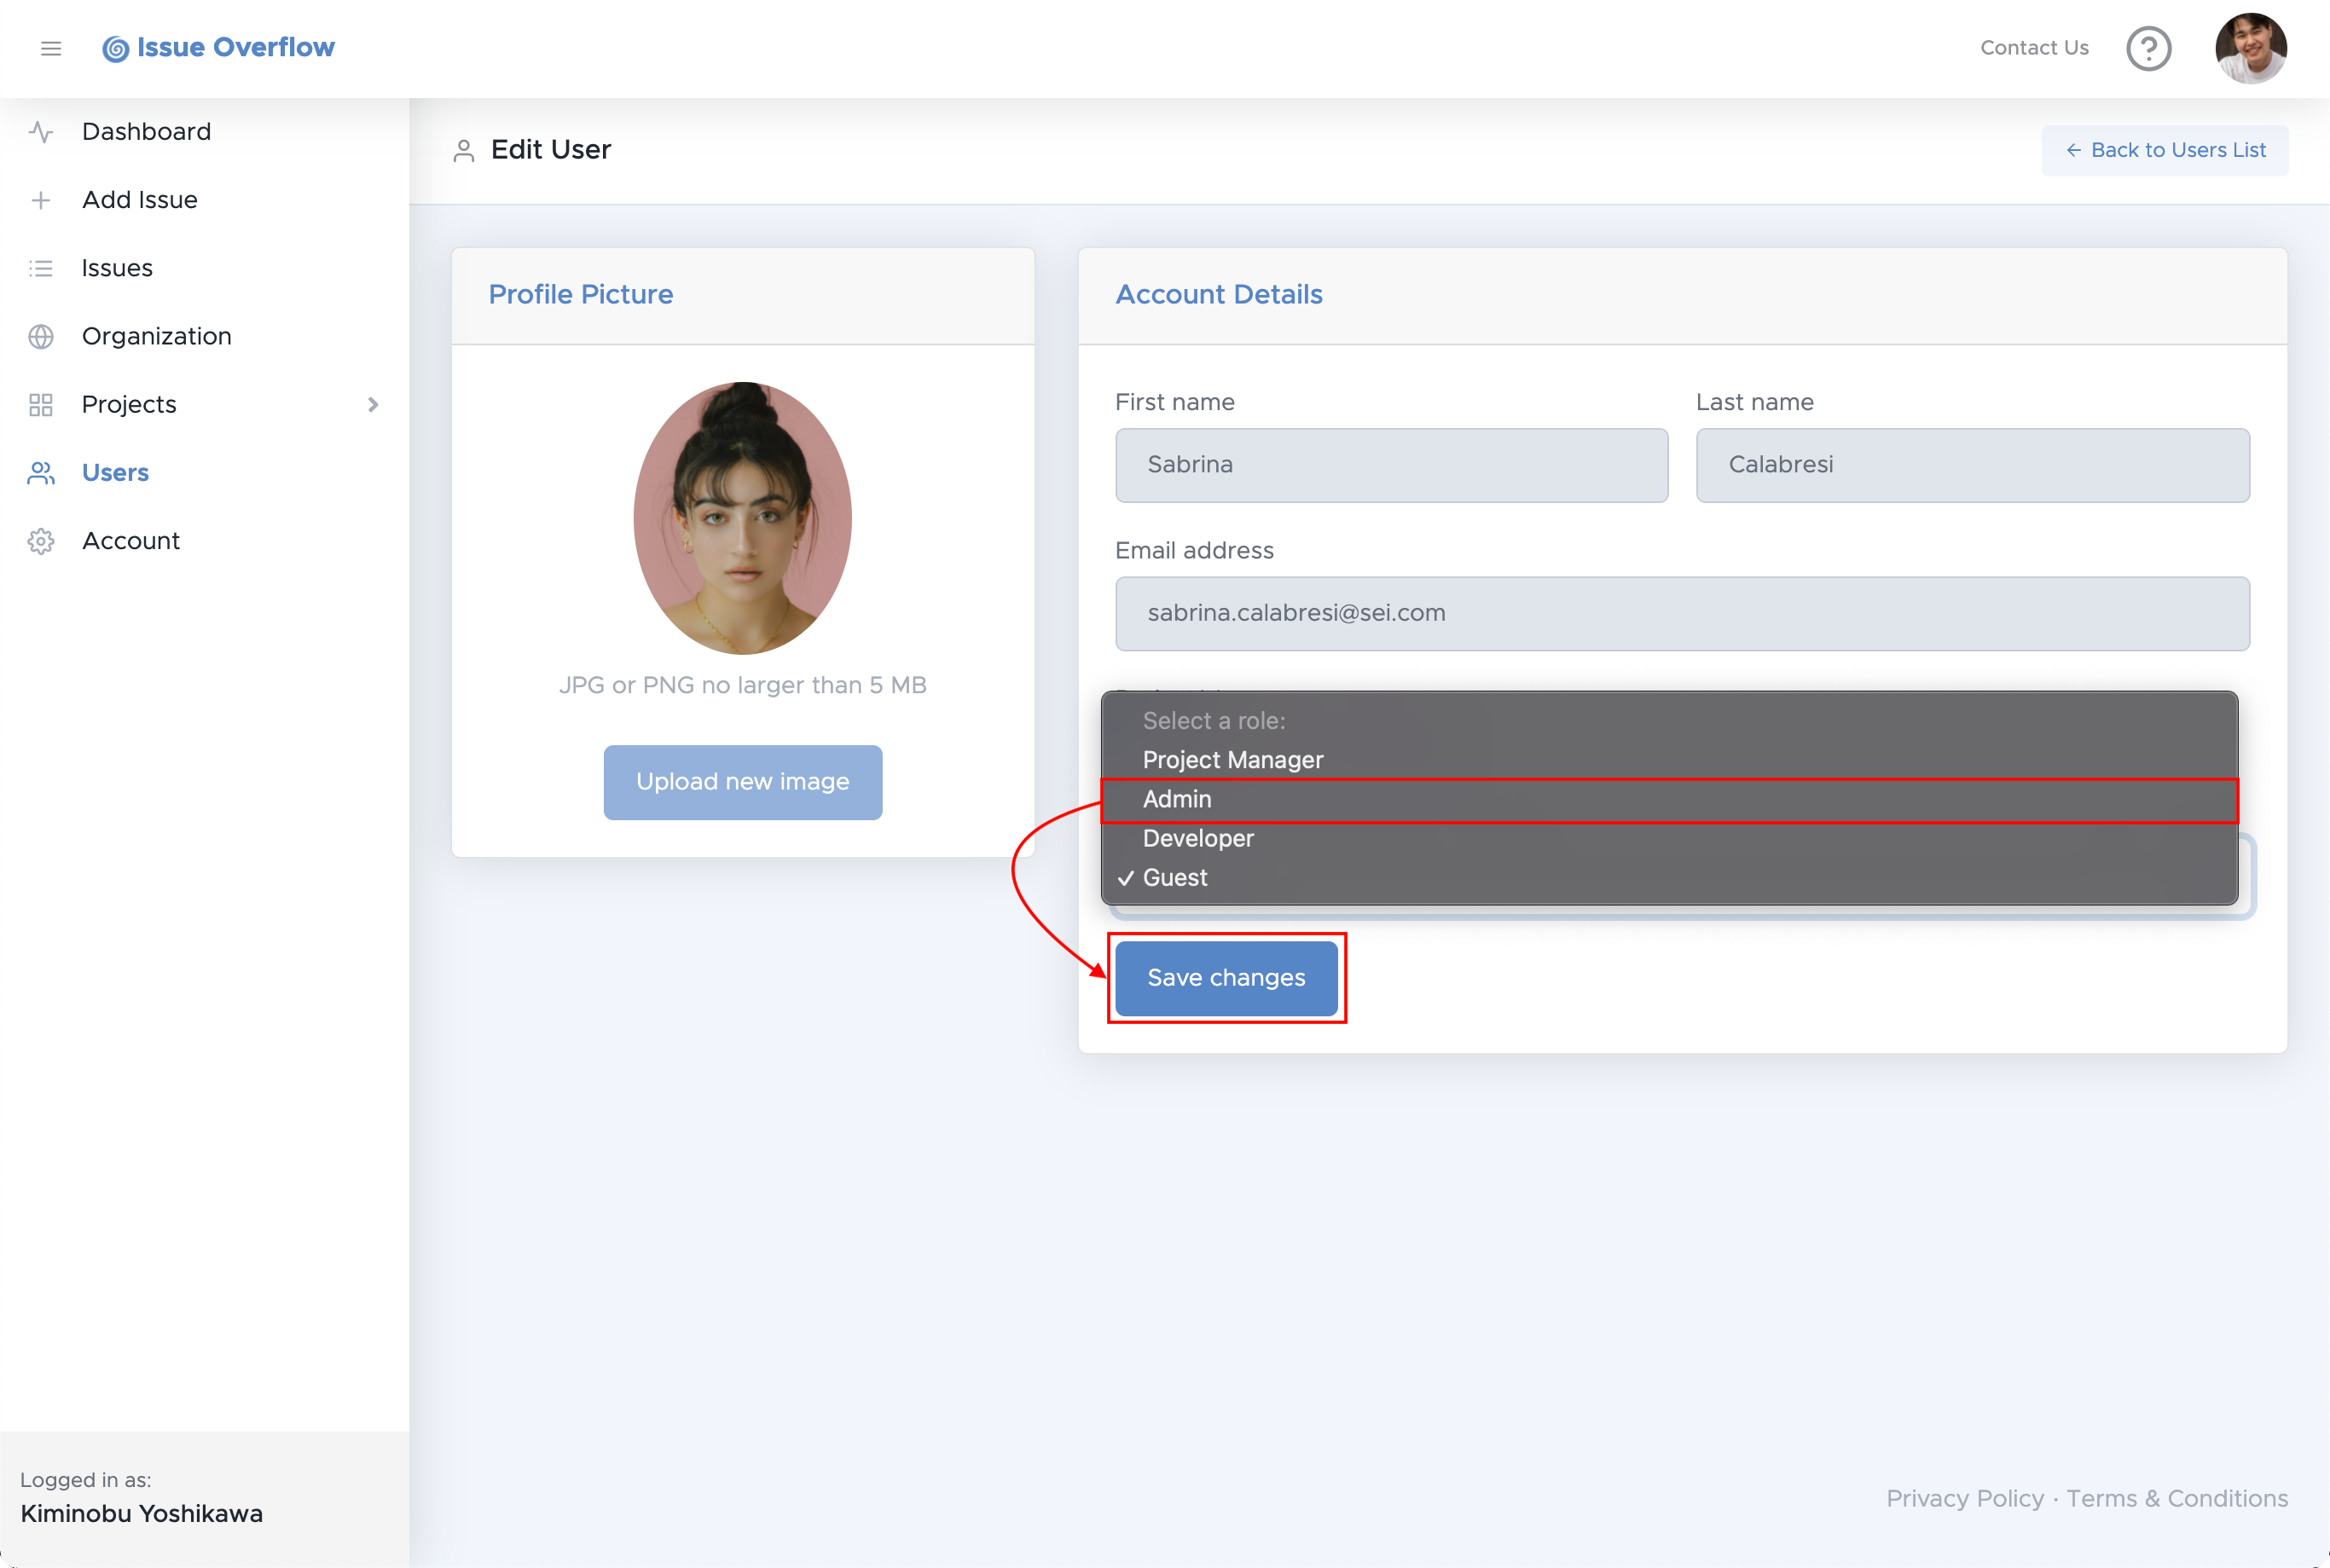 Issue Overflow
Contact Us
Dashboard
Add Issue
Issues
Organization
Projects
Users
Account
Edit User
Back to Users List
Profile Picture
JPG or PNG no larger than 5 MB
Upload new image
Account Details
First name
Last name
Sabrina
Calabresi
Email address
sabrina.calabresi@sei.com
Select a role:
Project Manager
Admin
Developer
Guest
Save changes
Logged in as:
Kiminobu Yoshikawa
Privacy Policy · Terms & Conditions